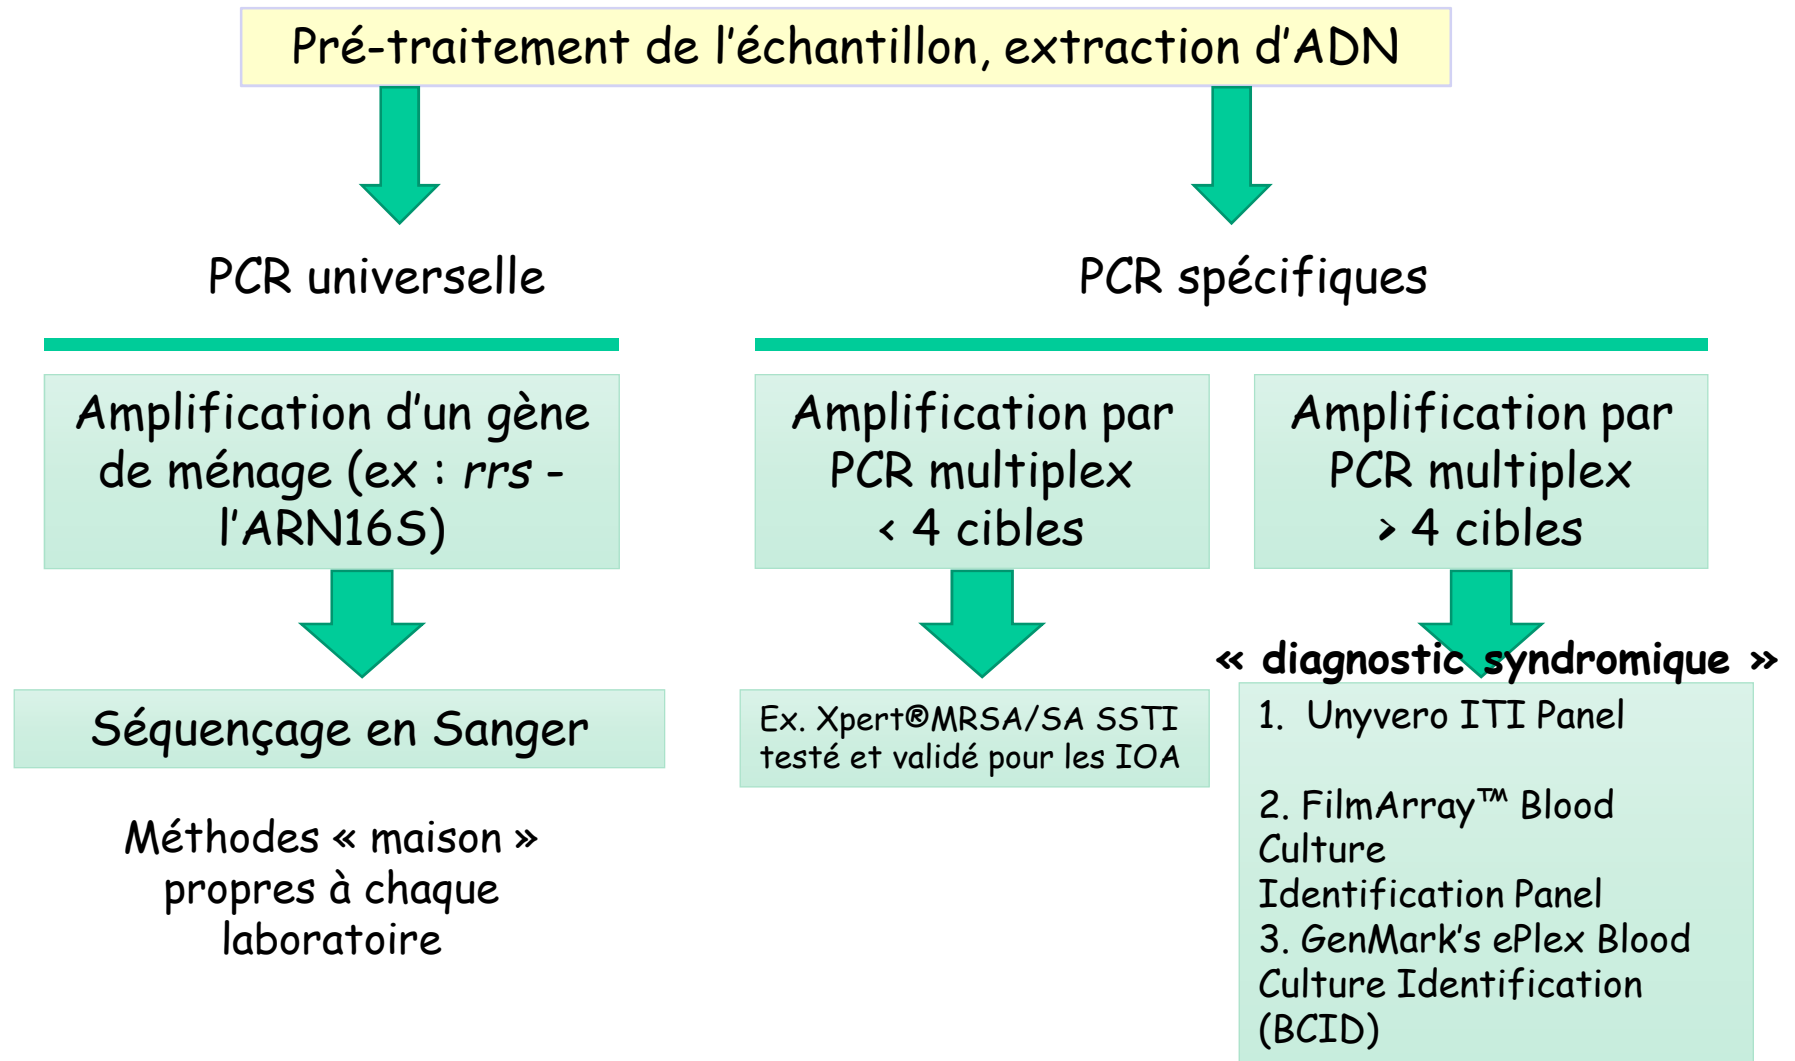 Pré-traitement de l'échantillon, extraction d'ADN
PCR universelle
Amplification d'un gène
de ménage (ex : rrs -
l'ARN16S)
Séquençage en Sanger
Méthodes « maison »
propres à chaque
laboratoire
PCR spécifiques
Amplification par
PCR multiplex
< 4 cibles
Ex. Xpert®MRSA/SA SSTI
testé et validé pour les IOA
Amplification par
PCR multiplex
> 4 cibles
« diagnostic syndromique »
1. Unyvero ITI Panel
2. FilmArray™ Blood
Culture
Identification Panel
3. GenMark's ePlex Blood
Culture Identification
(BCID)